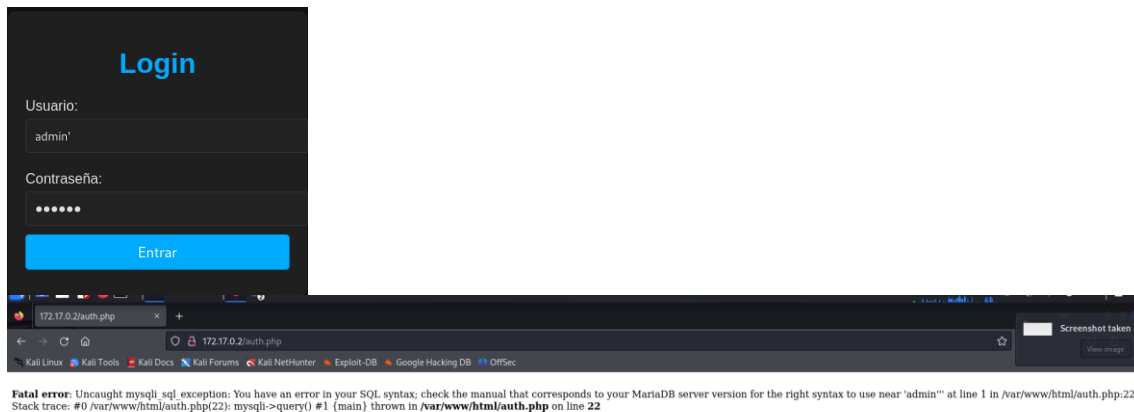 Login
Usuario:
admin'
Contraseña:
Entrar
172.17.0.2/auth.php
172.17.0.2/auth.php
Screenshot taken
View image
Kali Linux Kali Tools Kali Docs Kali Forums Kali NetHunter Exploit-DB Google Hacking DB OffSec
Fatal error: Uncaught mysqli_sql_exception: You have an error in your SQL syntax; check the manual that corresponds to your MariaDB server version for the right syntax to use near 'admin''' at line 1 in /var/www/html/auth.php:22
Stack trace: #0 /var/www/html/auth.php(22): mysqli->query() #1 {main} thrown in /var/www/html/auth.php on line 22